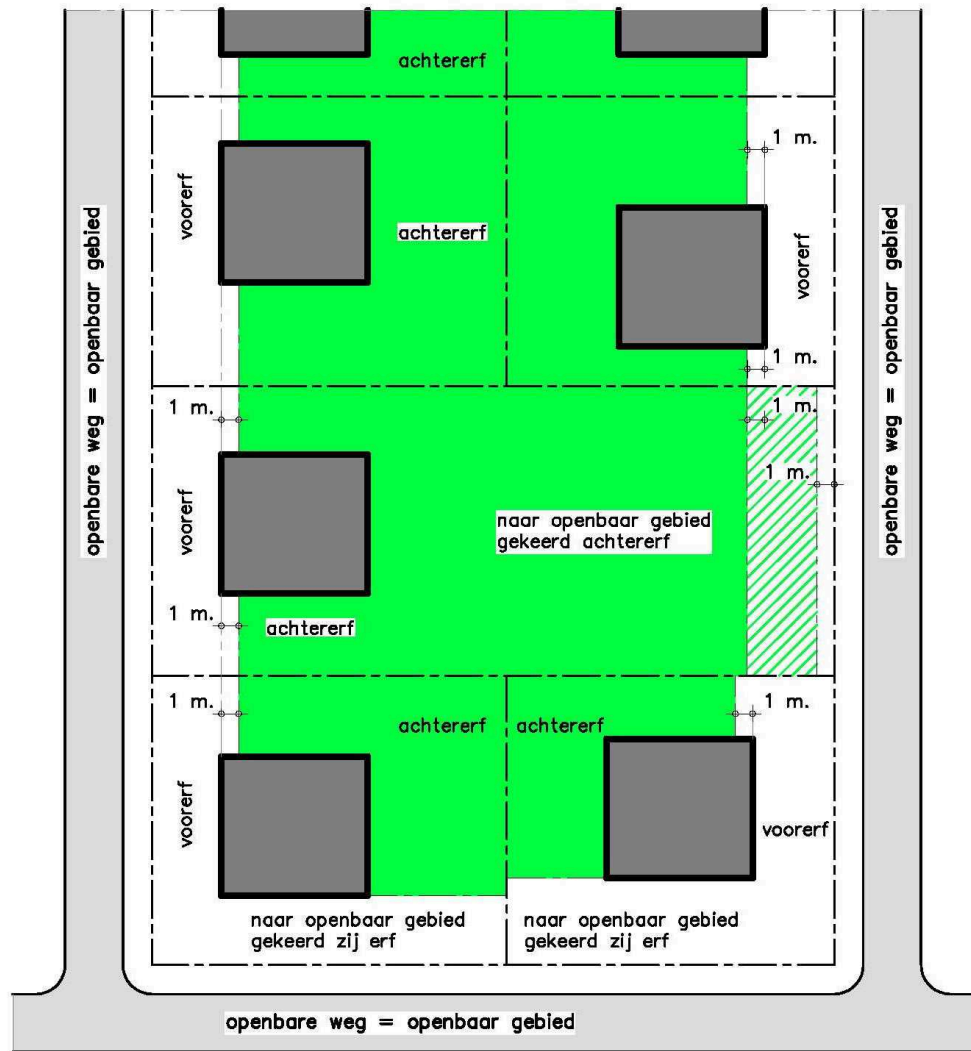 achtererf
1 m.
voorerf
achtererf
voorerf
openbare weg = openbaar gebied
openbare weg = openbaar gebied
1 m.
1 m.
1 m.
1 m.
voorerf
naar openbaar gebied
gekeerd achtererf
1 m.
achtererf
1 m.
1 m.
achtererf
achtererf
voorerf
voorerf
naar openbaar gebied
gekeerd zij erf
naar openbaar gebied
gekeerd zij erf
openbare weg = openbaar gebied